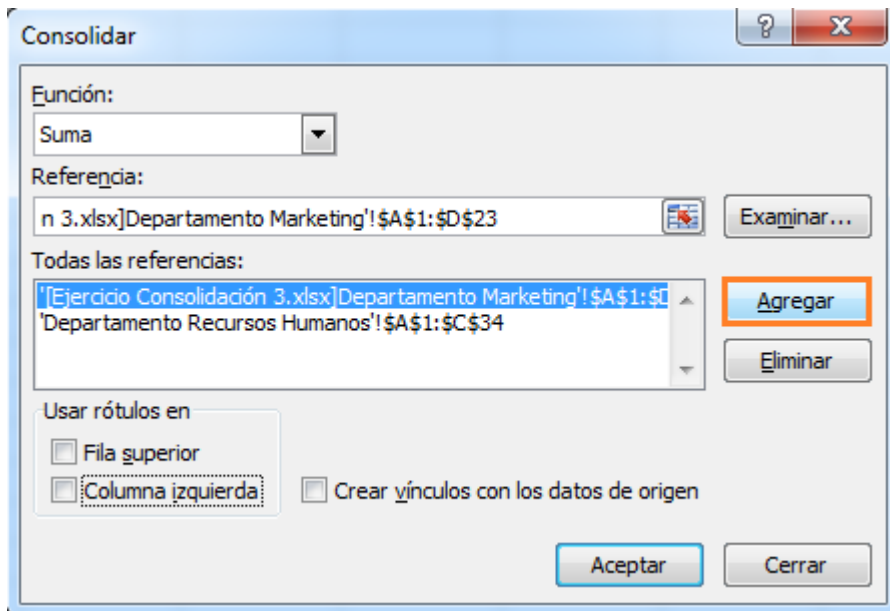 Consolidar
Función:
Suma
Referencia:
n 3.xlsx]Departamento Marketing'!$A$1:$D$23
Examinar...
Todas las referencias:
'[Ejercicio Consolidación 3.xlsx]Departamento Marketing'!$A$1:$D
Agregar
'Departamento Recursos Humanos'!$A$1:$C$34
Eliminar
Usar rótulos en
Fila superior
Columna izquierda
Crear vínculos con los datos de origen
Aceptar
Cerrar